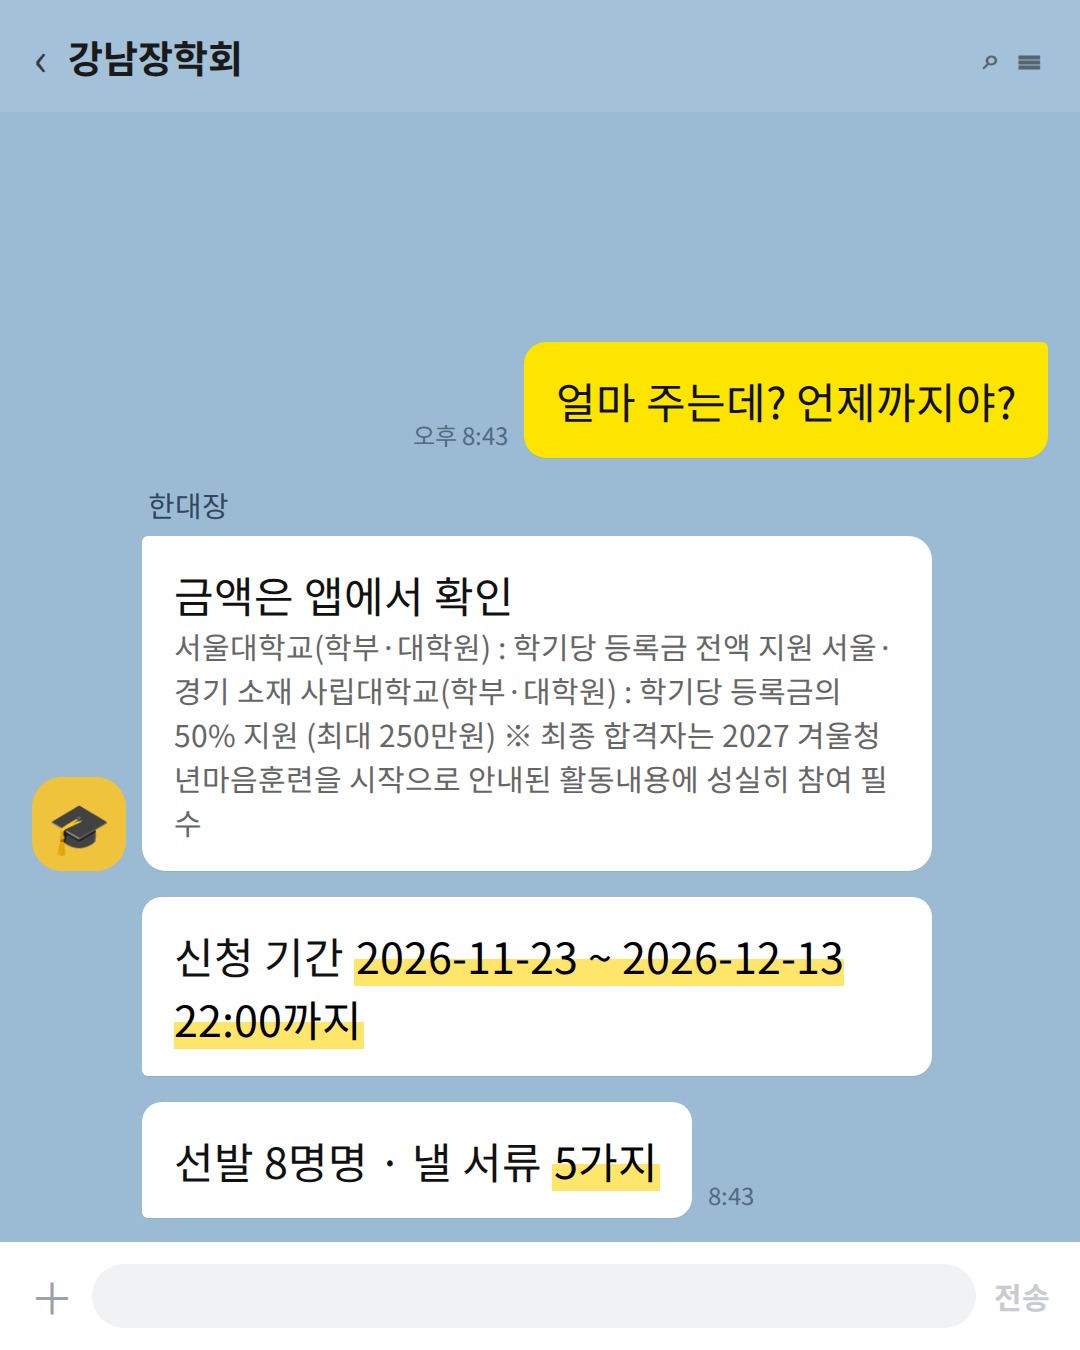 강남장학회
얼마 주는데? 언제까지야?
오후 8:43
한대장
금액은 앱에서 확인
서울대학교(학부·대학원) : 학기당 등록금 전액 지원 서울·
경기 소재 사립대학교(학부·대학원) : 학기당 등록금의
50% 지원 (최대 250만원) ※ 최종 합격자는 2027 겨울청
년마음훈련을 시작으로 안내된 활동내용에 성실히 참여 필
수
신청 기간 2026-11-23 ~ 2026-12-13
22:00까지
선발 8명명 · 낼 서류 5가지
8:43
전송